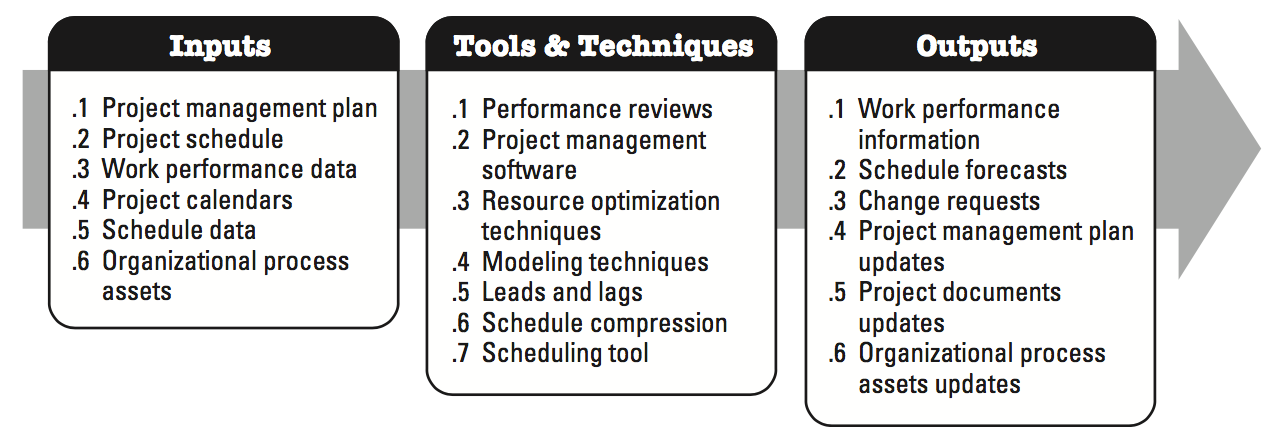 Inputs
.1 Project management plan
.2 Project schedule
.3 Work performance data
.4 Project calendars
.5 Schedule data
.6 Organizational process
assets
Tools & Techniques
.1 Performance reviews
.2 Project management
software
.3 Resource optimization
techniques
.4 Modeling techniques
.5 Leads and lags
.6 Schedule compression
.7 Scheduling tool
Outputs
.1 Work performance
information
.2 Schedule forecasts
.3 Change requests
.4 Project management plan
updates
.5 Project documents
updates
.6 Organizational process
assets updates